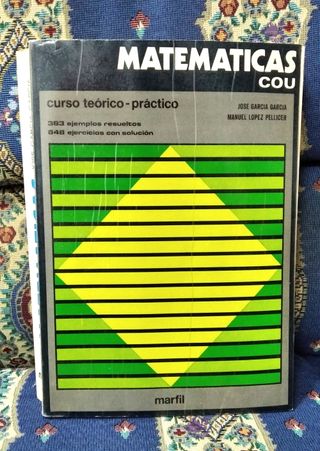 MATEMATICAS
COU
curso teórico-práctico
JOSE GARCIA GARCIA
MANUEL LOPEZ PELLICER
363 ejemplos resueltos
848 ejercicios con solución
marfil